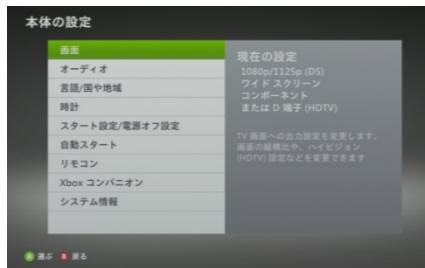 本体の設定
画面
オーディオ
言語/国や地域
時計
スタート設定/電源オフ設定
自動スタート
リモコン
Xbox コンパニオン
システム情報
現在の設定
1080p/1125p (D5)
ワイド スクリーン
コンポーネント
または D 端子 (HDTV)
TV 画面への出力設定を変更します。
画面の縦横比や、ハイビジョン
(HDTV) 設定などを変更できます
A 選ぶ B 戻る